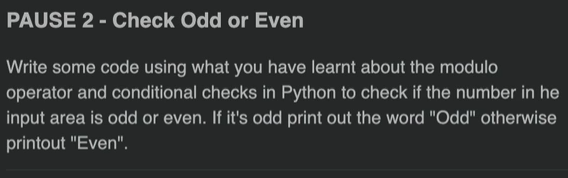 PAUSE 2 - Check Odd or Even
Write some code using what you have learnt about the modulo
operator and conditional checks in Python to check if the number in he
input area is odd or even. If it's odd print out the word "Odd" otherwise
printout "Even".